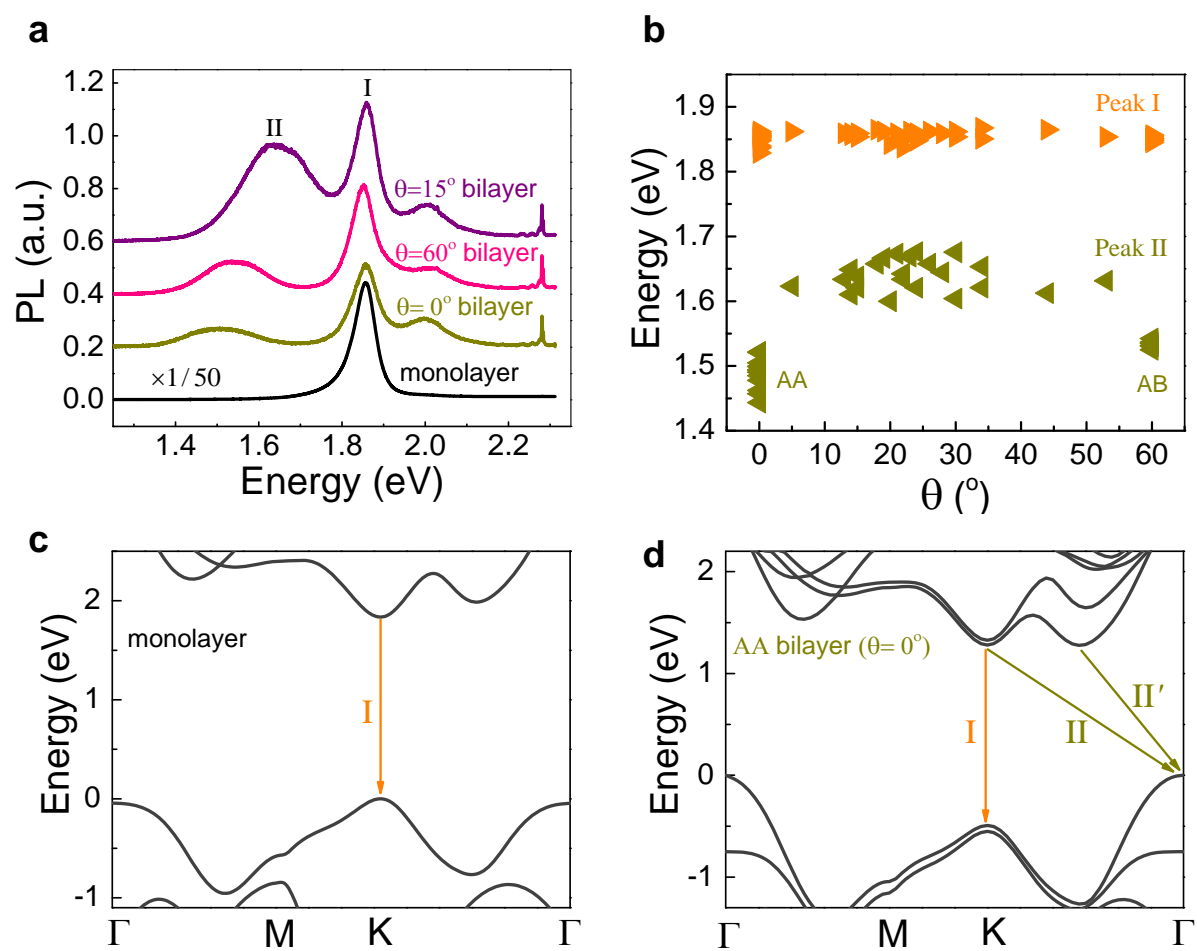 a
PL (a.u.)
1.2
1.0
0.8
0.6
0.4
0.2
0.0
I
II
θ=15° bilayer
θ=60° bilayer
θ= 0° bilayer
×1 / 50
monolayer
1.4 1.6 1.8 2.0 2.2
Energy (eV)
b
Energy (eV)
1.9
1.8
1.7
1.6
1.5
1.4
Peak I
Peak II
AA
AB
0 10 20 30 40 50 60
θ (°)
c
Energy (eV)
2
0
-1
monolayer
I
Γ M K Γ
d
Energy (eV)
2
1
0
-1
AA bilayer (θ= 0°)
I
II
II′
Γ M K Γ